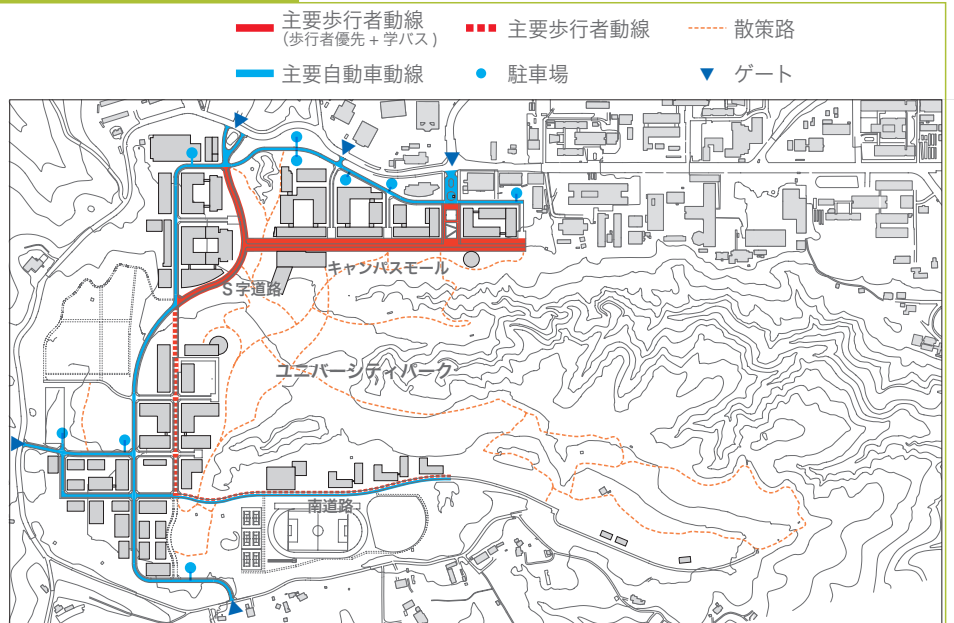 主要歩行者動線
(歩行者優先 + 学バス )
主要歩行者動線
散策路
主要自動車動線
駐車場
ゲート
キャンパスモール
S字道路
ユニバーシティパーク
南道路